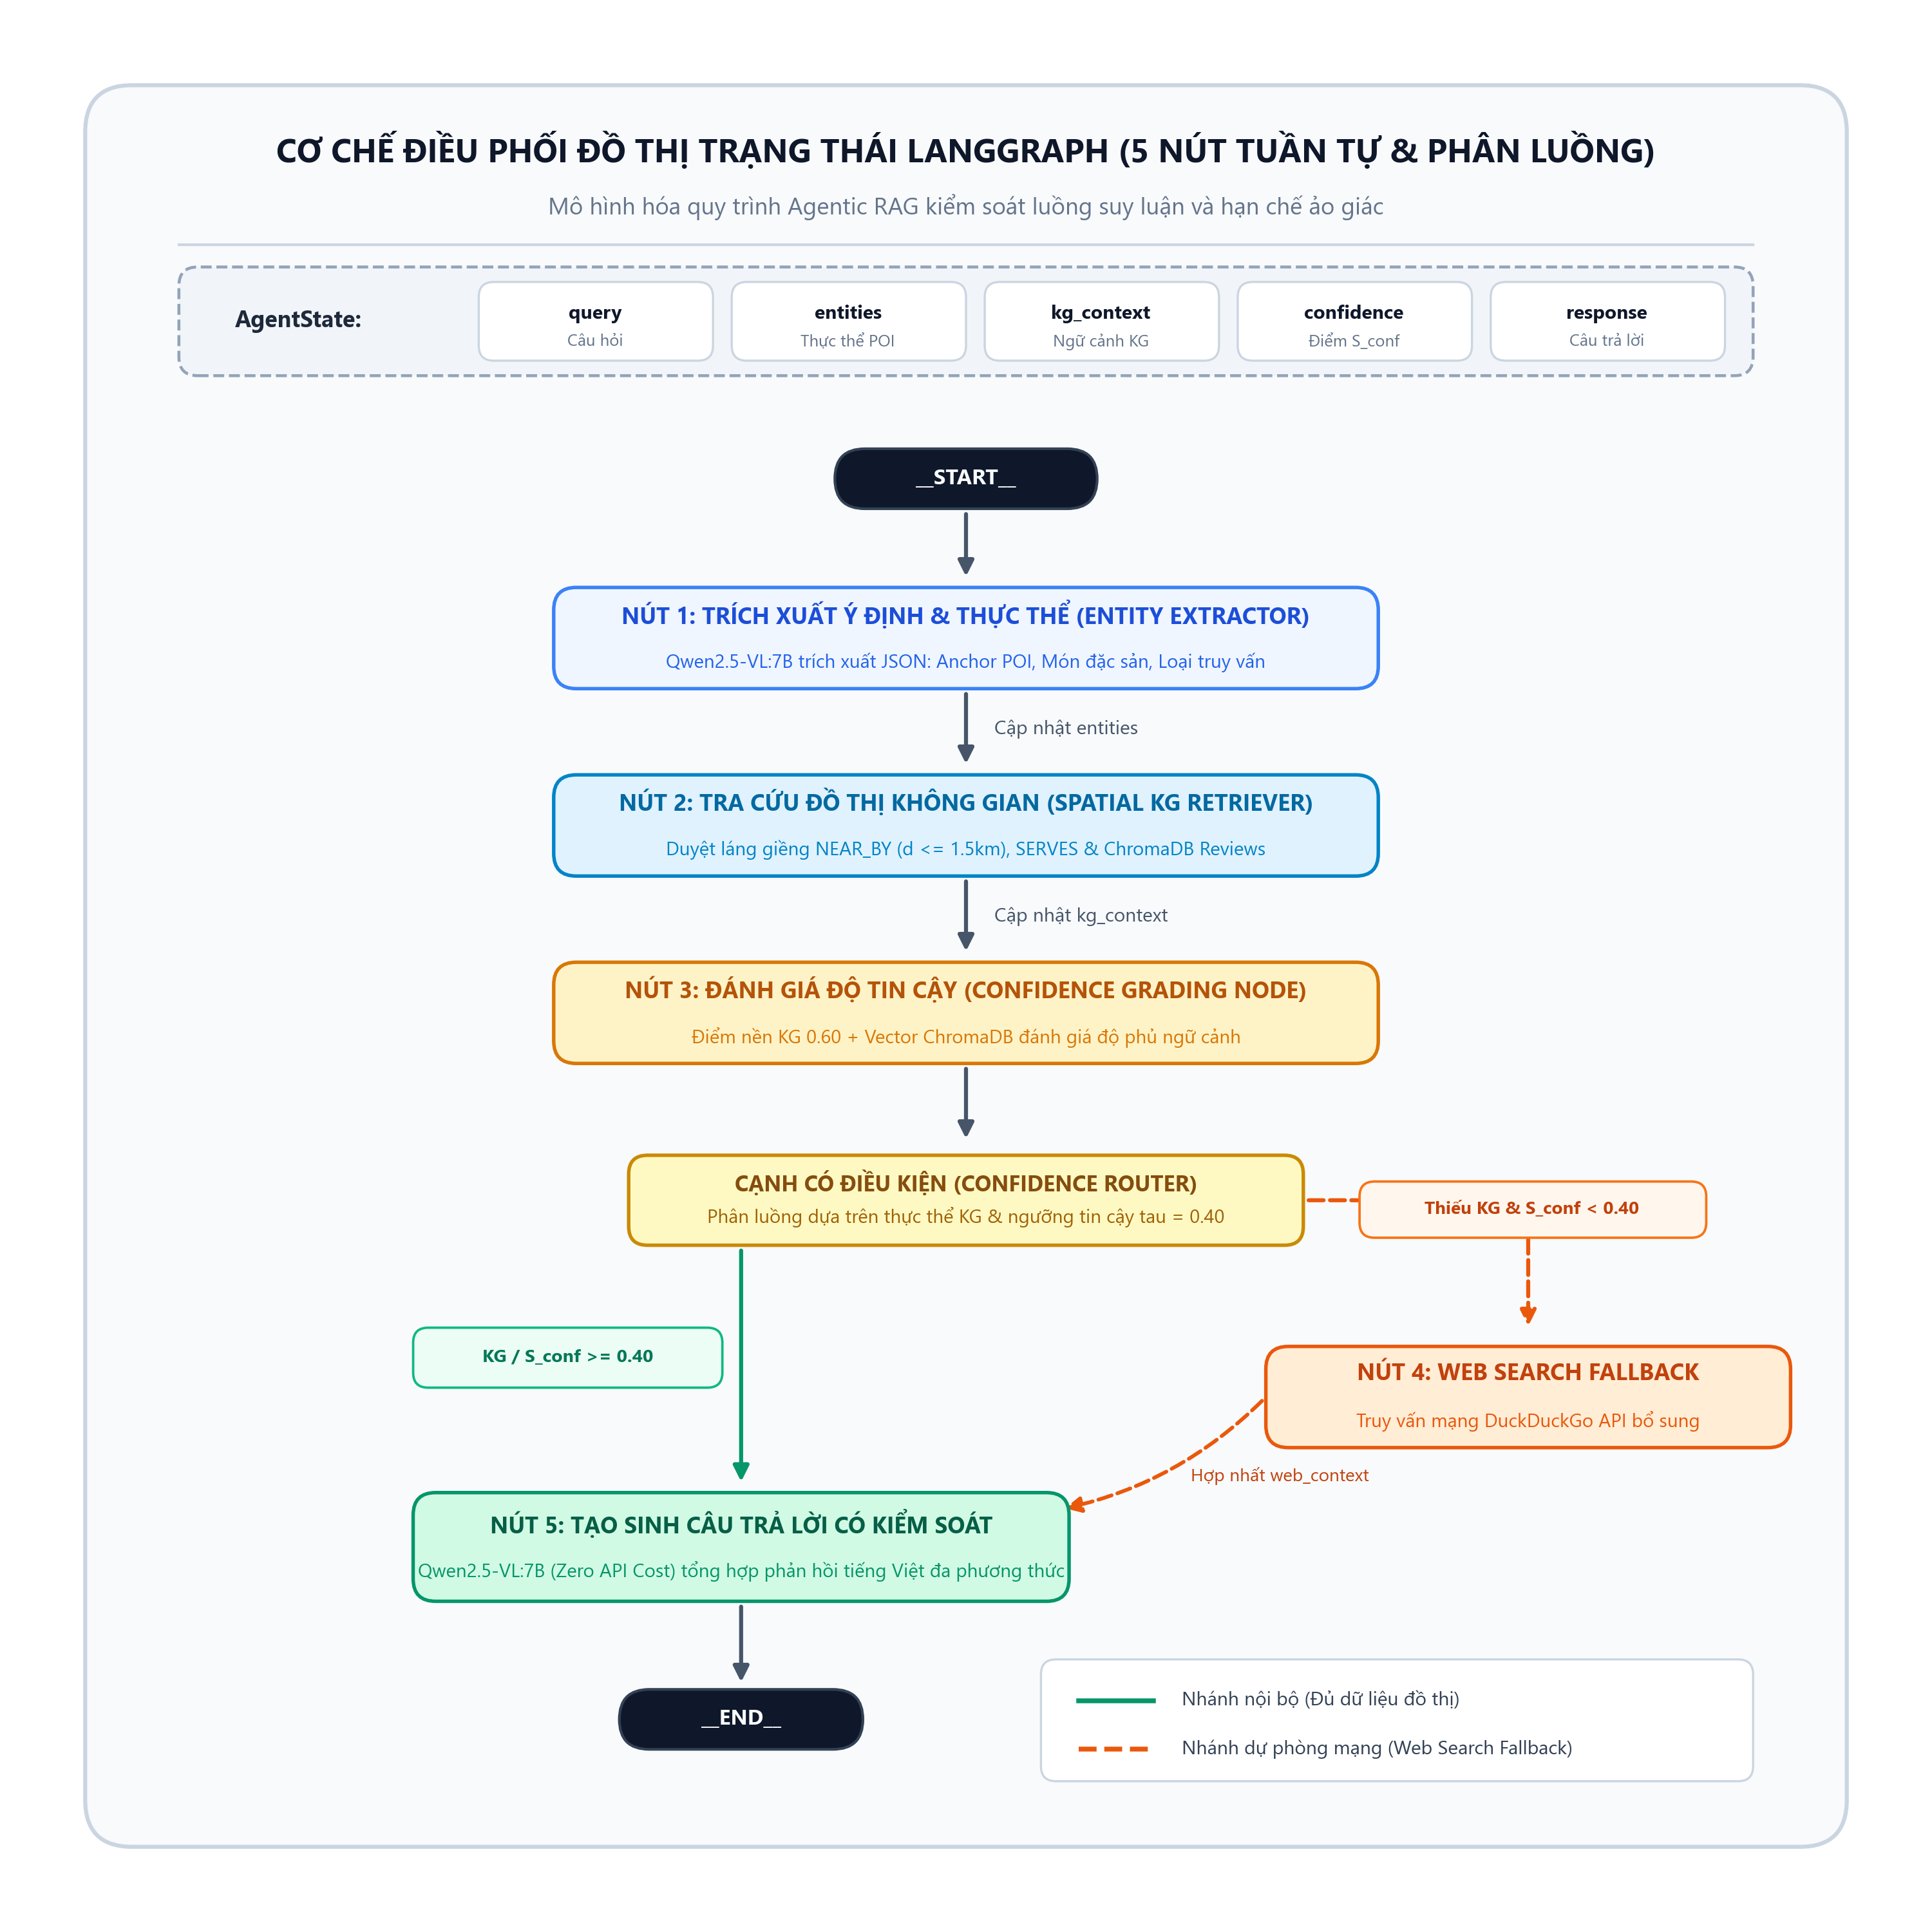 CƠ CHẾ ĐIỀU PHỐI ĐỒ THỊ TRẠNG THÁI LANGGRAPH (5 NÚT TUẦN TỰ & PHÂN LUỒNG)
Mô hình hóa quy trình Agentic RAG kiểm soát luồng suy luận và hạn chế ảo giác
AgentState:
query
Câu hỏi
entities
Thực thể POI
kg_context
Ngữ cảnh KG
confidence
Điểm S_conf
response
Câu trả lời
__START__
NÚT 1: TRÍCH XUẤT Ý ĐỊNH & THỰC THỂ (ENTITY EXTRACTOR)
Qwen2.5-VL:7B trích xuất JSON: Anchor POI, Món đặc sản, Loại truy vấn
Cập nhật entities
NÚT 2: TRA CỨU ĐỒ THỊ KHÔNG GIAN (SPATIAL KG RETRIEVER)
Duyệt láng giềng NEAR_BY (d <= 1.5km), SERVES & ChromaDB Reviews
Cập nhật kg_context
NÚT 3: ĐÁNH GIÁ ĐỘ TIN CẬY (CONFIDENCE GRADING NODE)
Điểm nền KG 0.60 + Vector ChromaDB đánh giá độ phủ ngữ cảnh
CẠNH CÓ ĐIỀU KIỆN (CONFIDENCE ROUTER)
Phân luồng dựa trên thực thể KG & ngưỡng tin cậy tau = 0.40
Thiếu KG & S_conf < 0.40
KG / S_conf >= 0.40
NÚT 4: WEB SEARCH FALLBACK
Truy vấn mạng DuckDuckGo API bổ sung
Hợp nhất web_context
NÚT 5: TẠO SINH CÂU TRẢ LỜI CÓ KIỂM SOÁT
Qwen2.5-VL:7B (Zero API Cost) tổng hợp phản hồi tiếng Việt đa phương thức
__END__
Nhánh nội bộ (Đủ dữ liệu đồ thị)
Nhánh dự phòng mạng (Web Search Fallback)